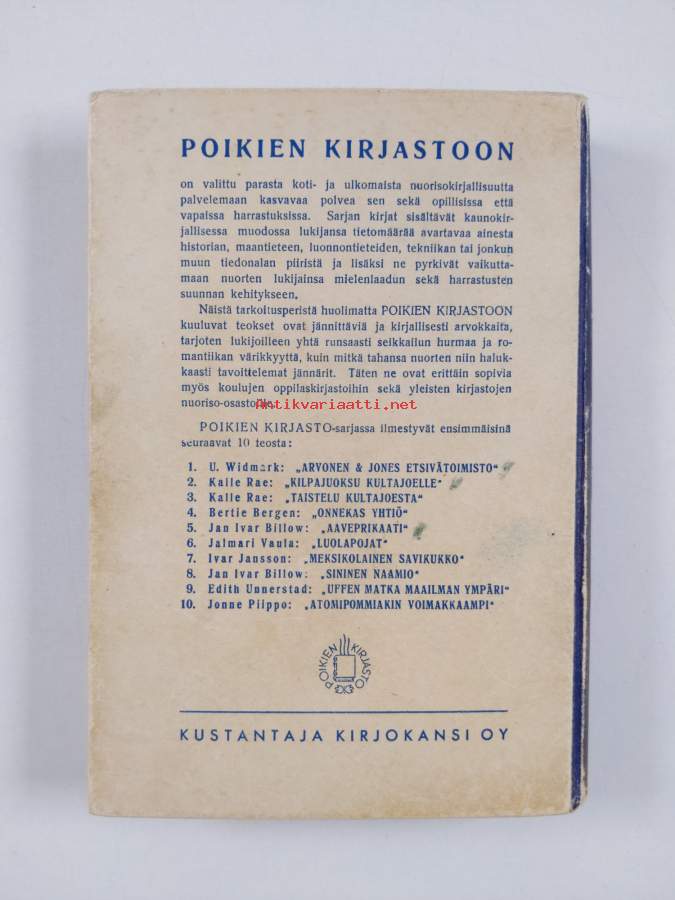 POIKIEN KIRJASTOON
on valittu parasta koti- ja ulkomaista nuorisokirjallisuutta
palvelemaan kasvavaa polvea sen sekä opillisissa että
vapaissa harrastuksissa. Sarjan kirjat sisältävät kaunokir-
jallisessa muodossa lukijansa tietomäärää avartavaa ainesta
historian, maantieteen, luonnontieteiden, tekniikan tai jonkun
muun tiedonalan piiristä ja lisäksi ne pyrkivät vaikutta-
maan nuorten lukijainsa mielenlaadun sekä harrastusten
suunnan kehitykseen.
Näistä tarkoitusperistä huolimatta POIKIEN KIRJASTOON
kuuluvat teokset ovat jännittäviä ja kirjallisesti arvokkaita,
tarjoten lukijoilleen yhtä runsaasti seikkailun hurmaa ja ro-
mantiikan värikkyyttä, kuin mitkä tahansa nuorten niin haluk-
kaasti tavoittelemat jännärit. Täten ne ovat erittäin sopivia
myös koulujen oppilaskirjastoihin sekä yleisten kirjastojen
nuoriso-osastoille.
antikvariaatti.net
POIKIEN KIRJASTO-sarjassa ilmestyvät ensimmäisinä
seuraavat 10 teosta:
1. U. Widmark: „ARVONEN & JONES ETSIVÄTOIMISTO“
2. Kalle Rae: „KILPAJUOKSU KULTAJOELLE“
3. Kalle Rae: „TAISTELU KULTAJOESTA“
4. Bertie Bergen: „ONNEKAS YHTIÖ“
5. Jan Ivar Billow: „AAVEPRIKAATI“
6. Jalmari Vaula: „LUOLAPOJAT“
7. Ivar Jansson: „MEKSIKOLAINEN SAVIKUKKO“
8. Jan Ivar Billow: „SININEN NAAMIO“
9. Edith Unnerstad: „UFFEN MATKA MAAILMAN YMPÄRI“
10. Jonne Piippo: „ATOMIPOMMIAKIN VOIMAKKAAMPI“
POIKIEN KIRJASTO
KUSTANTAJA KIRJOKANSI OY